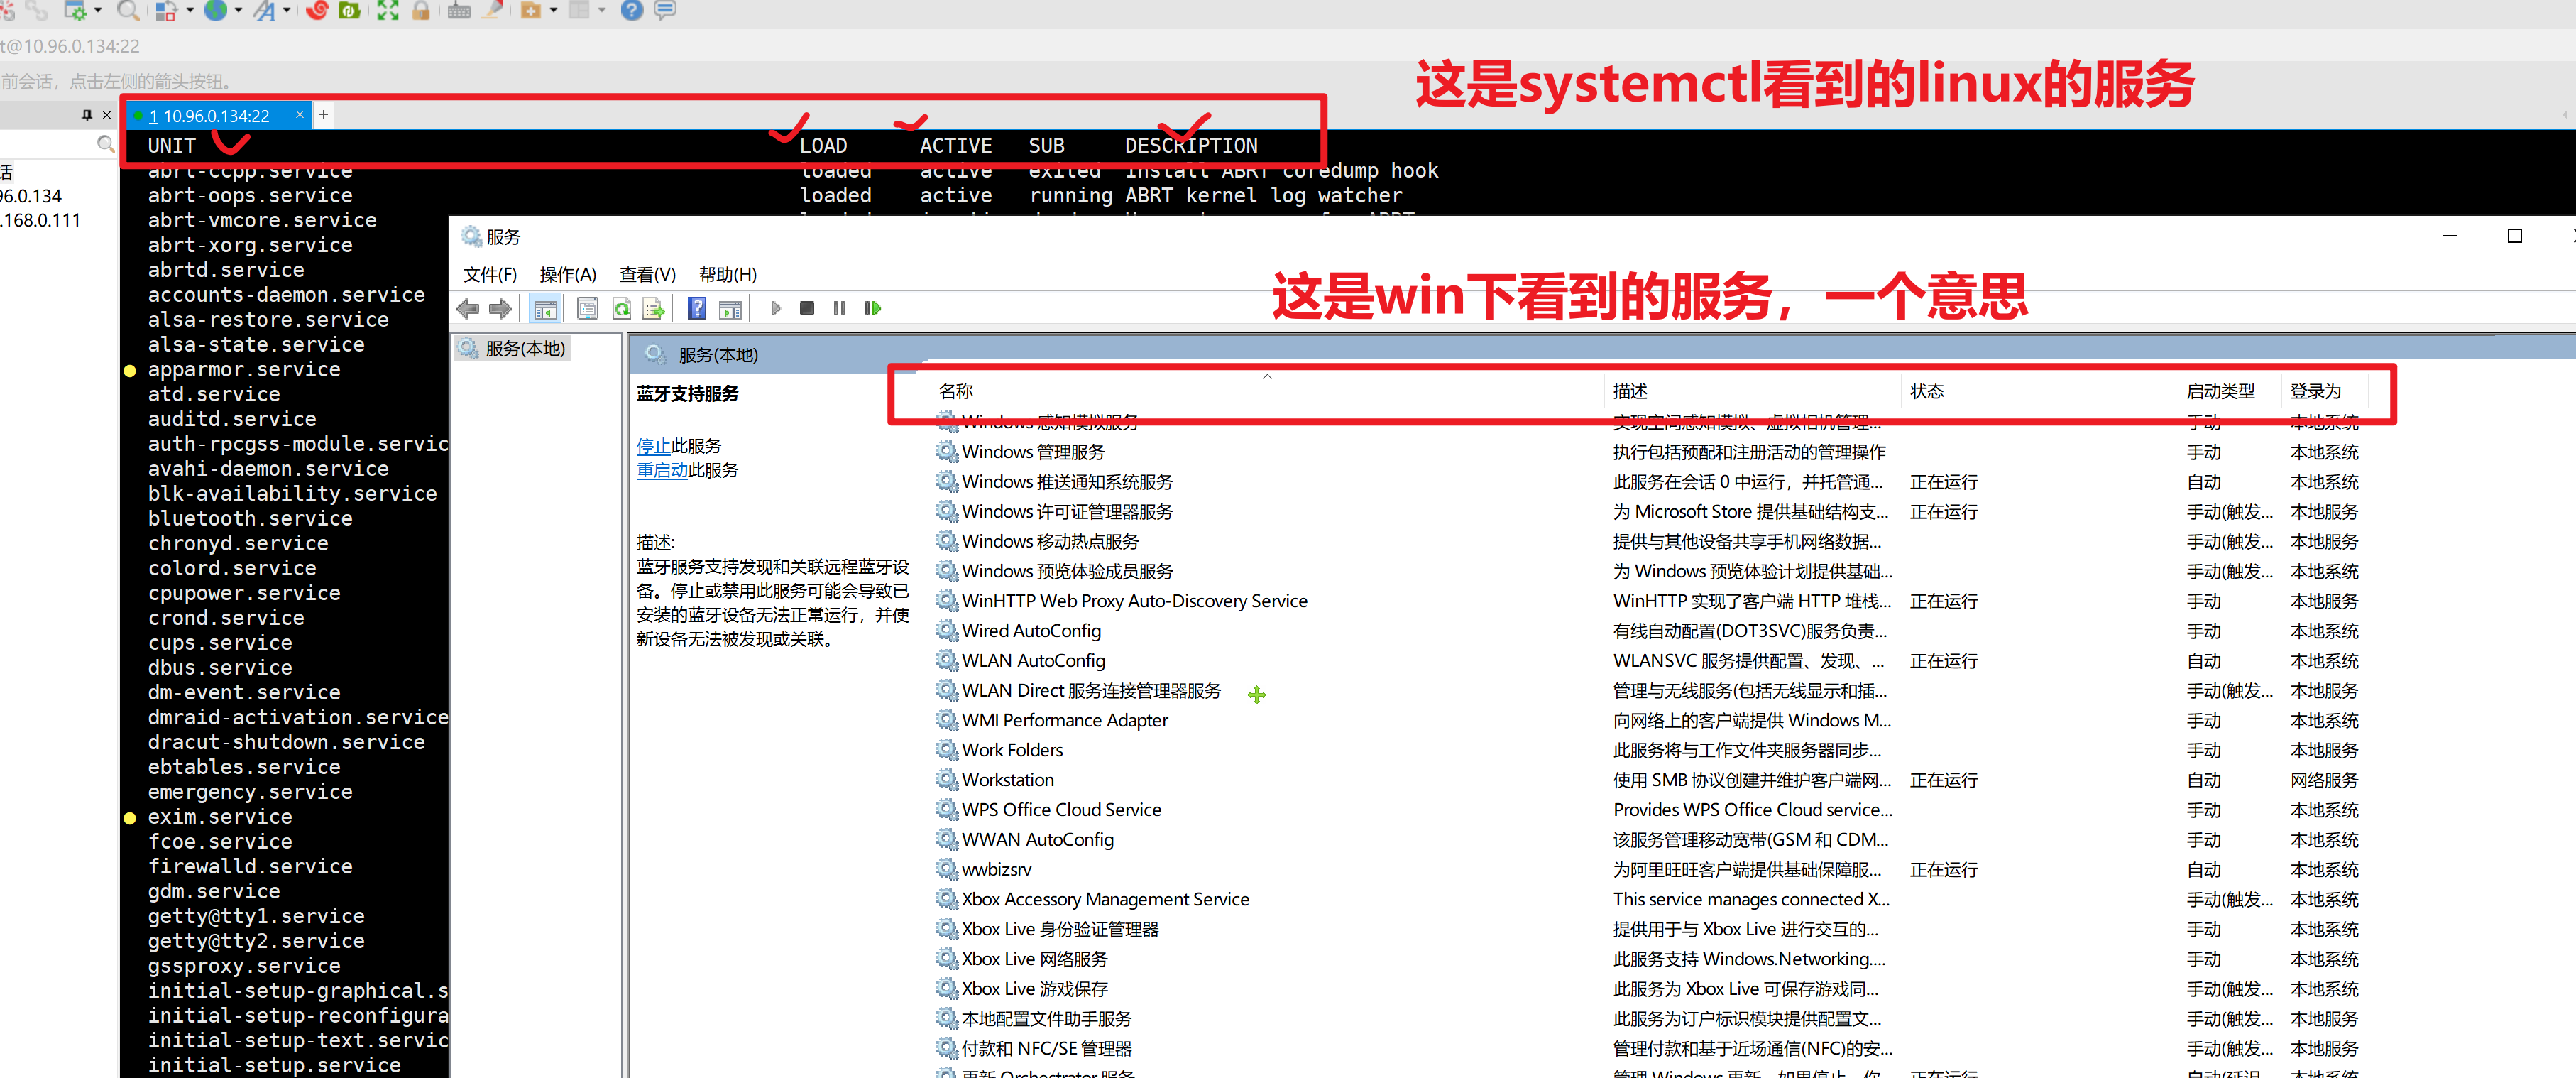 t@10.96.0.134:22
前会话，点击左侧的箭头按钮。
这是systemctl看到的linux的服务
1 10.96.0.134:22
UNIT LOAD ACTIVE SUB DESCRIPTION
话
96.0.134
.168.0.111
abrt-ccpp.service loaded active exited Install ABRT coredump hook
abrt-oops.service loaded active running ABRT kernel log watcher
abrt-vmcore.service
abrt-xorg.service
abrtd.service
accounts-daemon.service
alsa-restore.service
alsa-state.service
apparmor.service
atd.service
auditd.service
auth-rpcgss-module.servic
avahi-daemon.service
blk-availability.service
bluetooth.service
chronyd.service
colord.service
cpupower.service
crond.service
cups.service
dbus.service
dm-event.service
dmraid-activation.service
dracut-shutdown.service
ebtables.service
emergency.service
exim.service
fcoe.service
firewalld.service
gdm.service
getty@tty1.service
getty@tty2.service
gssproxy.service
initial-setup-graphical.s
initial-setup-reconfigura
initial-setup-text.servic
initial-setup.service
服务
文件(F) 操作(A) 查看(V) 帮助(H)
这是win下看到的服务，一个意思
服务(本地)
服务(本地)
蓝牙支持服务
停止此服务
重启动此服务
描述:
蓝牙服务支持发现和关联远程蓝牙设
备。停止或禁用此服务可能会导致已
安装的蓝牙设备无法正常运行，并使
新设备无法被发现或关联。
名称 描述 状态 启动类型 登录为
Windows 感知模拟服务 实现空间感知模拟、虚拟相机管理... 手动 本地系统
Windows 管理服务 执行包括预配和注册活动的管理操作 手动 本地系统
Windows 推送通知系统服务 此服务在会话 0 中运行，并托管通... 正在运行 自动 本地系统
Windows 许可证管理器服务 为 Microsoft Store 提供基础结构支... 正在运行 手动(触发... 本地服务
Windows 移动热点服务 提供与其他设备共享手机网络数据... 手动(触发... 本地服务
Windows 预览体验成员服务 为 Windows 预览体验计划提供基础... 手动(触发... 本地系统
WinHTTP Web Proxy Auto-Discovery Service WinHTTP 实现了客户端 HTTP 堆栈... 正在运行 手动 本地服务
Wired AutoConfig 有线自动配置(DOT3SVC)服务负责... 手动 本地系统
WLAN AutoConfig WLANSVC 服务提供配置、发现、... 正在运行 自动 本地系统
WLAN Direct 服务连接管理器服务 管理与无线服务(包括无线显示和插... 手动(触发... 本地服务
WMI Performance Adapter 向网络上的客户端提供 Windows M... 手动 本地系统
Work Folders 此服务将与工作文件夹服务器同步... 手动 本地服务
Workstation 使用 SMB 协议创建并维护客户端网... 正在运行 自动 网络服务
WPS Office Cloud Service Provides WPS Office Cloud service... 手动 本地系统
WWAN AutoConfig 该服务管理移动宽带(GSM 和 CDM... 手动 本地系统
wwbizsrv 为阿里旺旺客户端提供基础保障服... 正在运行 自动 本地系统
Xbox Accessory Management Service This service manages connected X... 手动(触发... 本地系统
Xbox Live 身份验证管理器 提供用于与 Xbox Live 进行交互的... 手动 本地系统
Xbox Live 网络服务 此服务支持 Windows.Networking.... 手动 本地系统
Xbox Live 游戏保存 此服务为 Xbox Live 可保存游戏同... 手动(触发... 本地系统
本地配置文件助手服务 此服务为订户标识模块提供配置文... 手动(触发... 本地服务
付款和 NFC/SE 管理器 管理付款和基于近场通信(NFC)的安... 手动(触发... 本地服务
更新 Orchestrator 服务 管理 Windows 更新。如果停止，你... 正在运行 自动(延迟... 本地系统